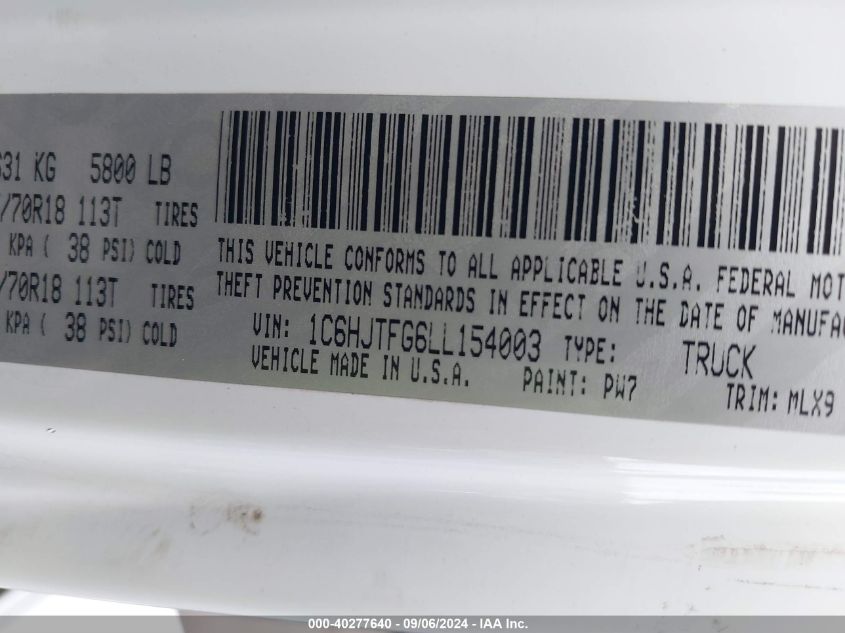 631 KG 5800 LB
/70R18 113T TIRES
KPA ( 38 PSI) COLD
/70R18 113T TIRES
KPA ( 38 PSI) COLD
THIS VEHICLE CONFORMS TO ALL APPLICABLE U.S.A. FEDERAL MOT
THEFT PREVENTION STANDARDS IN EFFECT ON THE DATE OF MANUFA
VIN: 1C6HJTFG6LL154003 TYPE: TRUCK
VEHICLE MADE IN U.S.A. PAINT: PW7 TRIM: MLX9
000-40277640 - 09/06/2024 - IAA Inc.